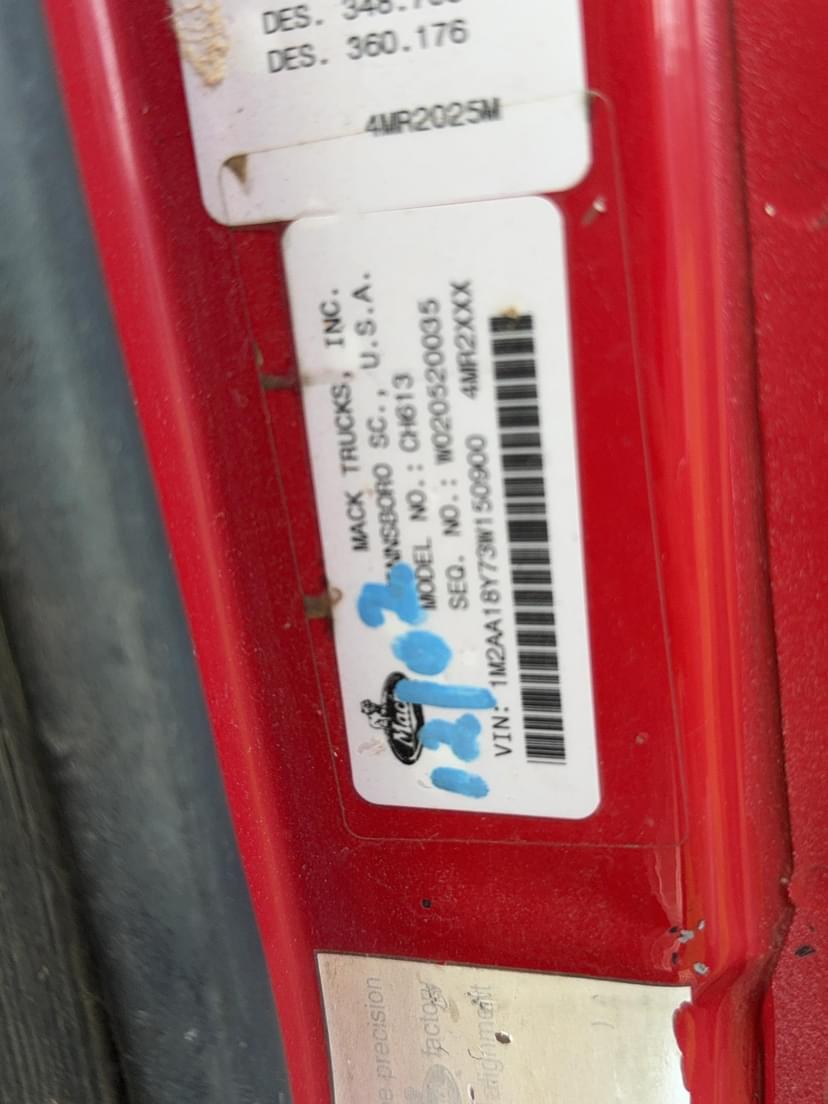 DES. 360.176
4MR2025M
MACK TRUCKS, INC.
SC., U.S.A.
MODEL NO.: CH613
SEQ. NO.: W020520035 4MR2XXX
VIN: 1M2AA18Y73W150900
Mack
precision
factory
alignment